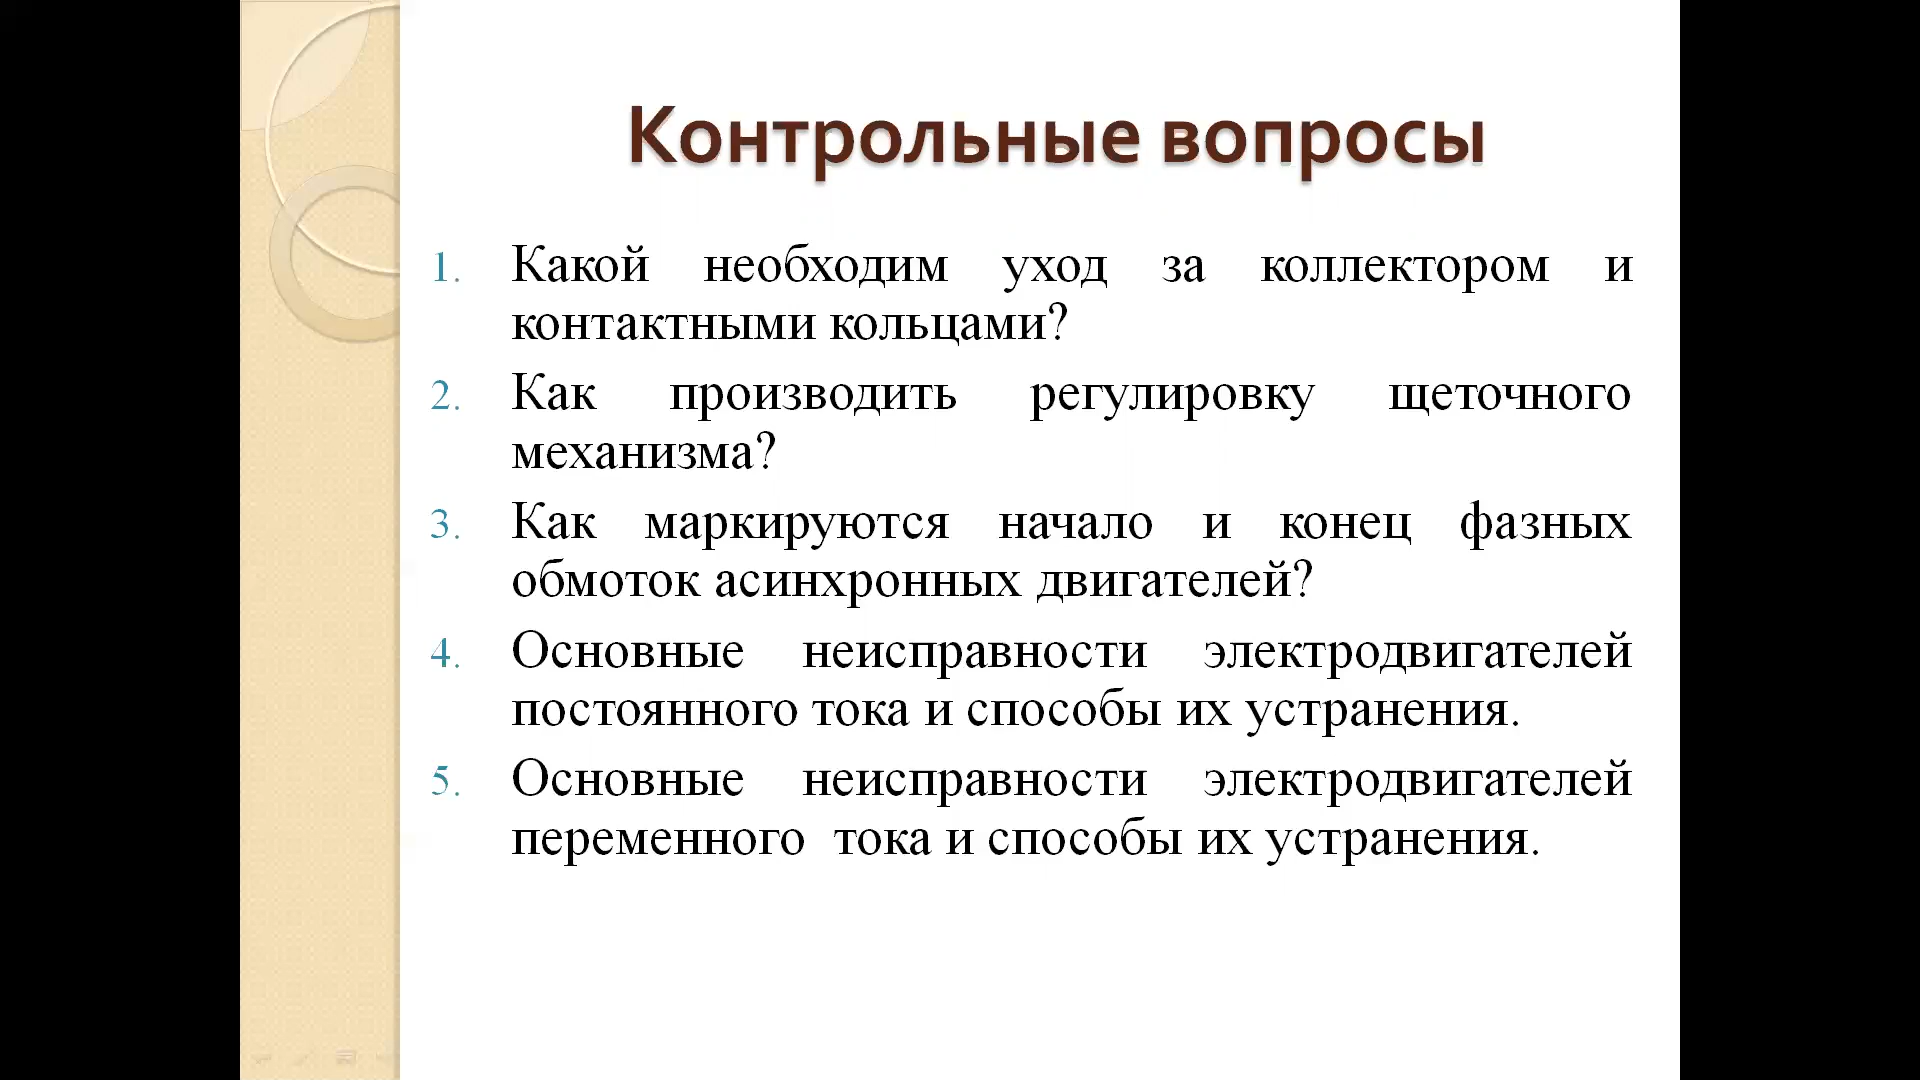 Контрольные вопросы
1. Какой необходим уход за коллектором и
контактными кольцами?
2. Как производить регулировку щеточного
механизма?
3. Как маркируются начало и конец фазных
обмоток асинхронных двигателей?
4. Основные неисправности электродвигателей
постоянного тока и способы их устранения.
5. Основные неисправности электродвигателей
переменного  тока и способы их устранения.